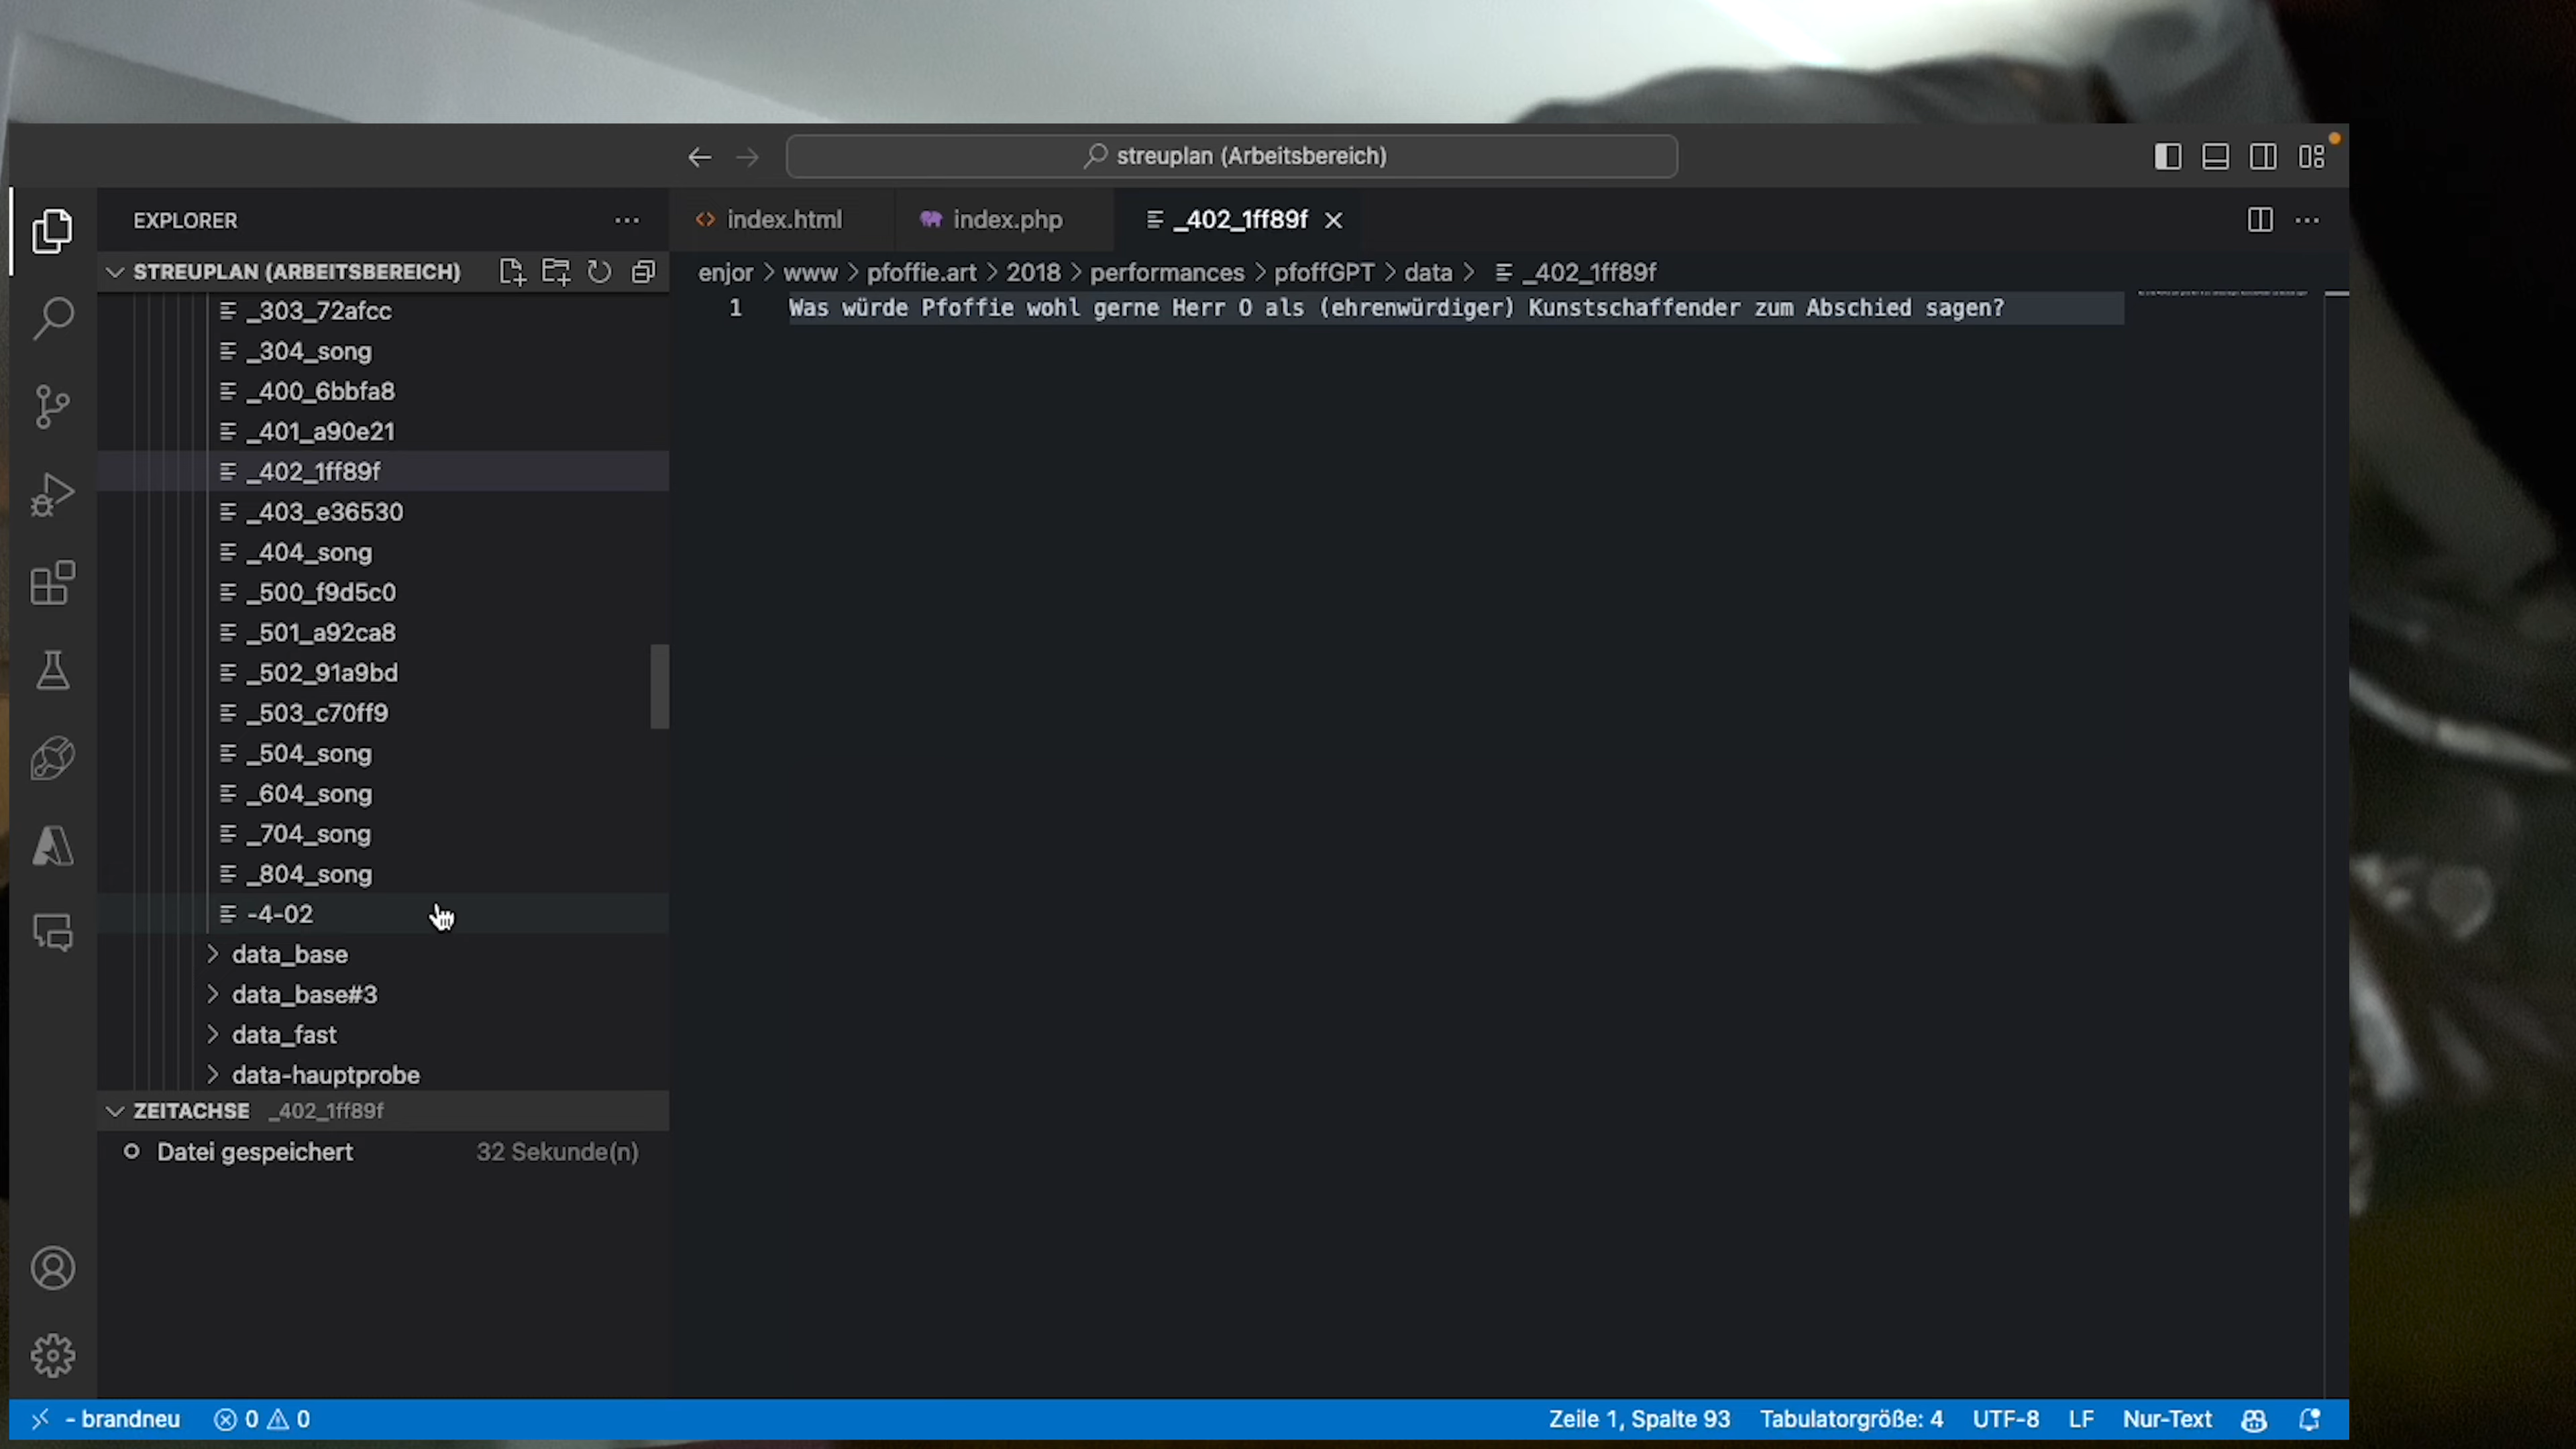 streuplan (Arbeitsbereich)
EXPLORER
index.html
index.php
_402_1ff89f
STREUPLAN (ARBEITSBEREICH)
enjor > www > pfoffie.art > 2018 > performances > pfoffGPT > data > _402_1ff89f
1 Was würde Pfoffie wohl gerne Herr O als (ehrenwürdiger) Kunstschaffender zum Abschied sagen?
_303_72afcc
_304_song
_400_6bbfa8
_401_a90e21
_402_1ff89f
_403_e36530
_404_song
_500_f9d5c0
_501_a92ca8
_502_91a9bd
_503_c70ff9
_504_song
_604_song
_704_song
_804_song
-4-02
data_base
data_base#3
data_fast
data-hauptprobe
ZEITACHSE _402_1ff89f
Datei gespeichert 32 Sekunde(n)
- brandneu 0 0 Zeile 1, Spalte 93 Tabulatorgröße: 4 UTF-8 LF Nur-Text